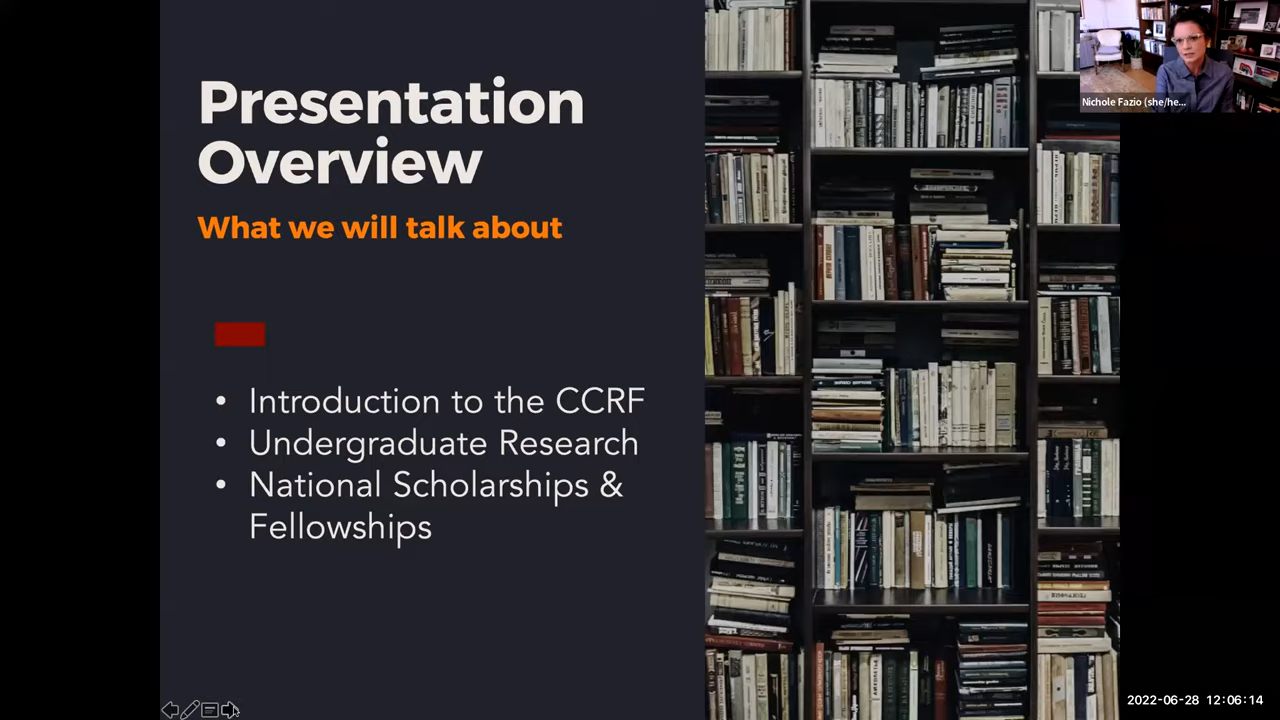 Presentation
Overview
What we will talk about
• Introduction to the CCRF
• Undergraduate Research
• National Scholarships &
Fellowships
Nichole Fazio (she/he...
2022-06-28 12:06:14